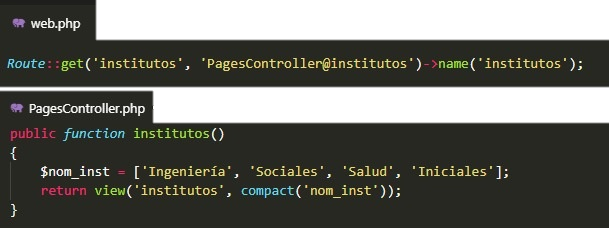 web.php
Route::get('institutos', 'PagesController@institutos')->name('institutos');
PagesController.php
public function institutos()
{
$nom_inst = ['Ingeniería', 'Sociales', 'Salud', 'Iniciales'];
return view('institutos', compact('nom_inst'));
}